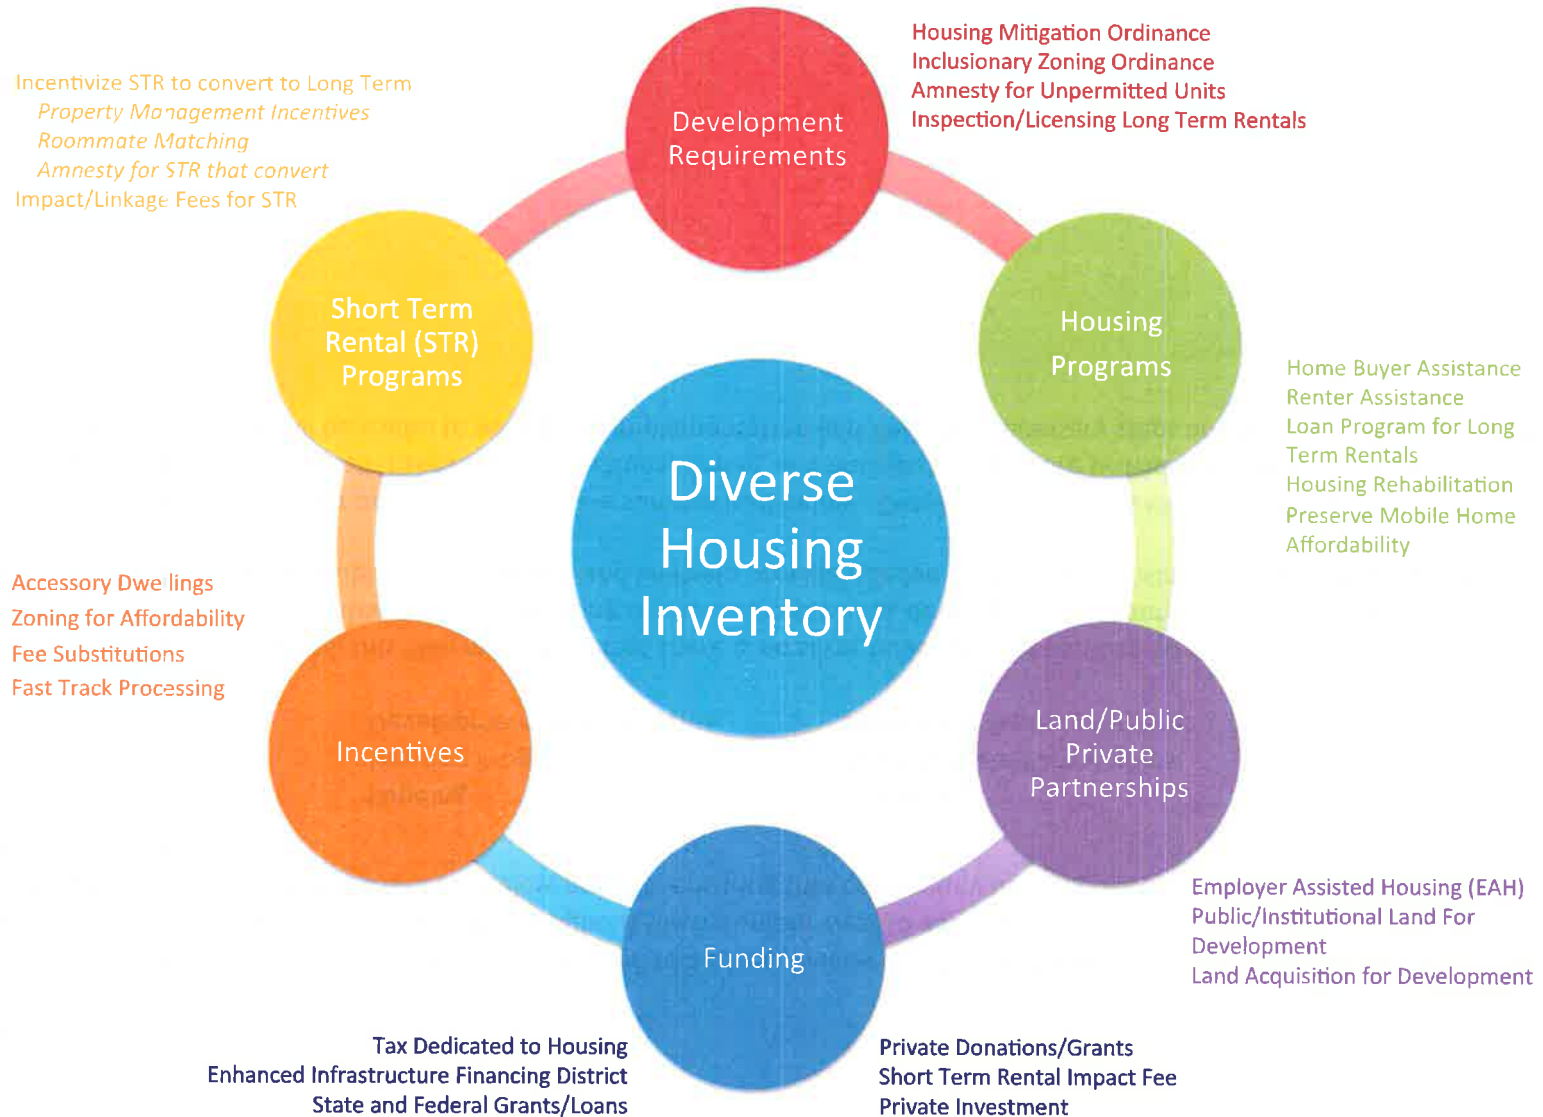 Housing Mitigation Ordinance
Inclusionary Zoning Ordinance
Amnesty for Unpermitted Units
Inspection/Licensing Long Term Rentals
Incentivize STR to convert to Long Term
Property Management Incentives
Roommate Matching
Amnesty for STR that convert
Impact/Linkage Fees for STR
Development
Requirements
Short Term
Rental (STR)
Programs
Housing
Programs
Home Buyer Assistance
Renter Assistance
Loan Program for Long
Term Rentals
Housing Rehabilitation
Preserve Mobile Home
Affordability
Diverse
Housing
Inventory
Accessory Dwellings
Zoning for Affordability
Fee Substitutions
Fast Track Processing
Incentives
Land/Public
Private
Partnerships
Employer Assisted Housing (EAH)
Public/Institutional Land For
Development
Land Acquisition for Development
Funding
Tax Dedicated to Housing
Enhanced Infrastructure Financing District
State and Federal Grants/Loans
Private Donations/Grants
Short Term Rental Impact Fee
Private Investment